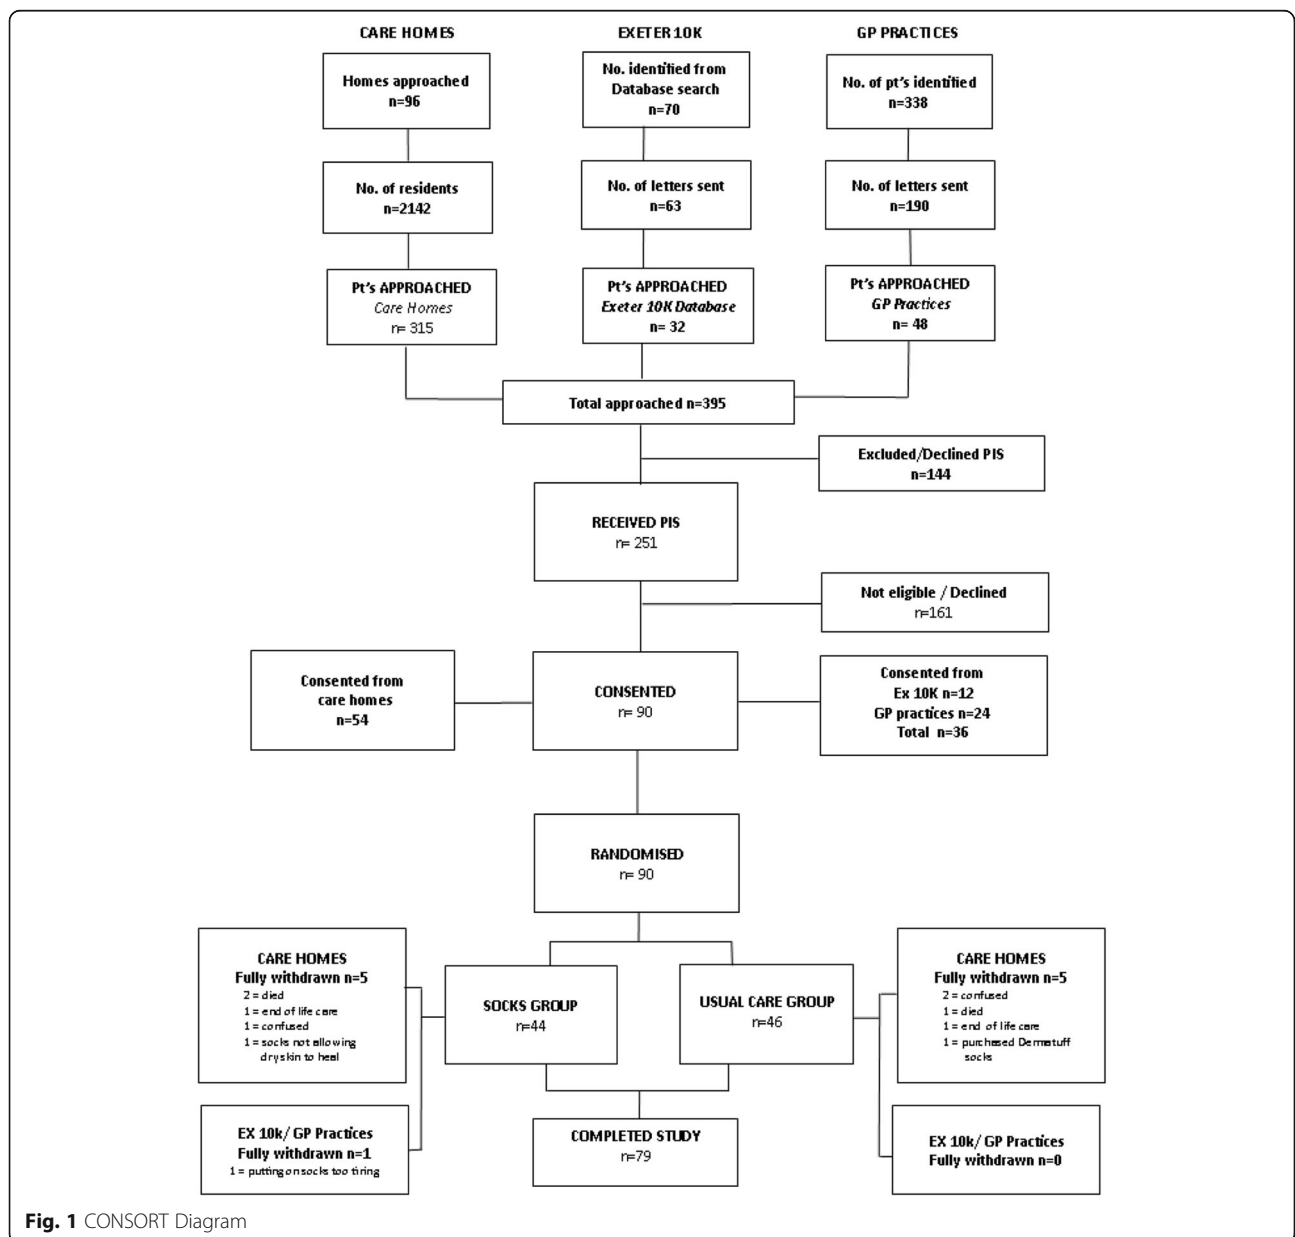 CARE HOMES
EXETER 10K
GP PRACTICES
Homes approached
n=96
No. identified from
Database search
n=70
No. of pt's identified
n=338
No. of residents
n=2142
No. of letters sent
n=63
No. of letters sent
n=190
Pt's APPROACHED
Care Homes
n= 315
Pt's APPROACHED
Exeter 10K Database
n= 32
Pt's APPROACHED
GP Practices
n= 48
Total approached n=395
Excluded/Declined PIS
n=144
RECEIVED PIS
n= 251
Not eligible / Declined
n=161
Consented from
care homes
n=54
CONSENTED
n= 90
Consented from
Ex 10K n=12
GP practices n=24
Total n=36
RANDOMISED
n= 90
CARE HOMES
Fully withdrawn n=5
2 = died
1 = end of life care
1 = confused
1 = socks not allowing
dry skin to heal
SOCKS GROUP
n=44
USUAL CARE GROUP
n=46
CARE HOMES
Fully withdrawn n=5
2 = confused
1 = died
1 = end of life care
1 = purchased Dermatuff
socks
EX 10k/ GP Practices
Fully withdrawn n=1
1 = putting on socks too tiring
COMPLETED STUDY
n=79
EX 10k/ GP Practices
Fully withdrawn n=0
Fig. 1 CONSORT Diagram